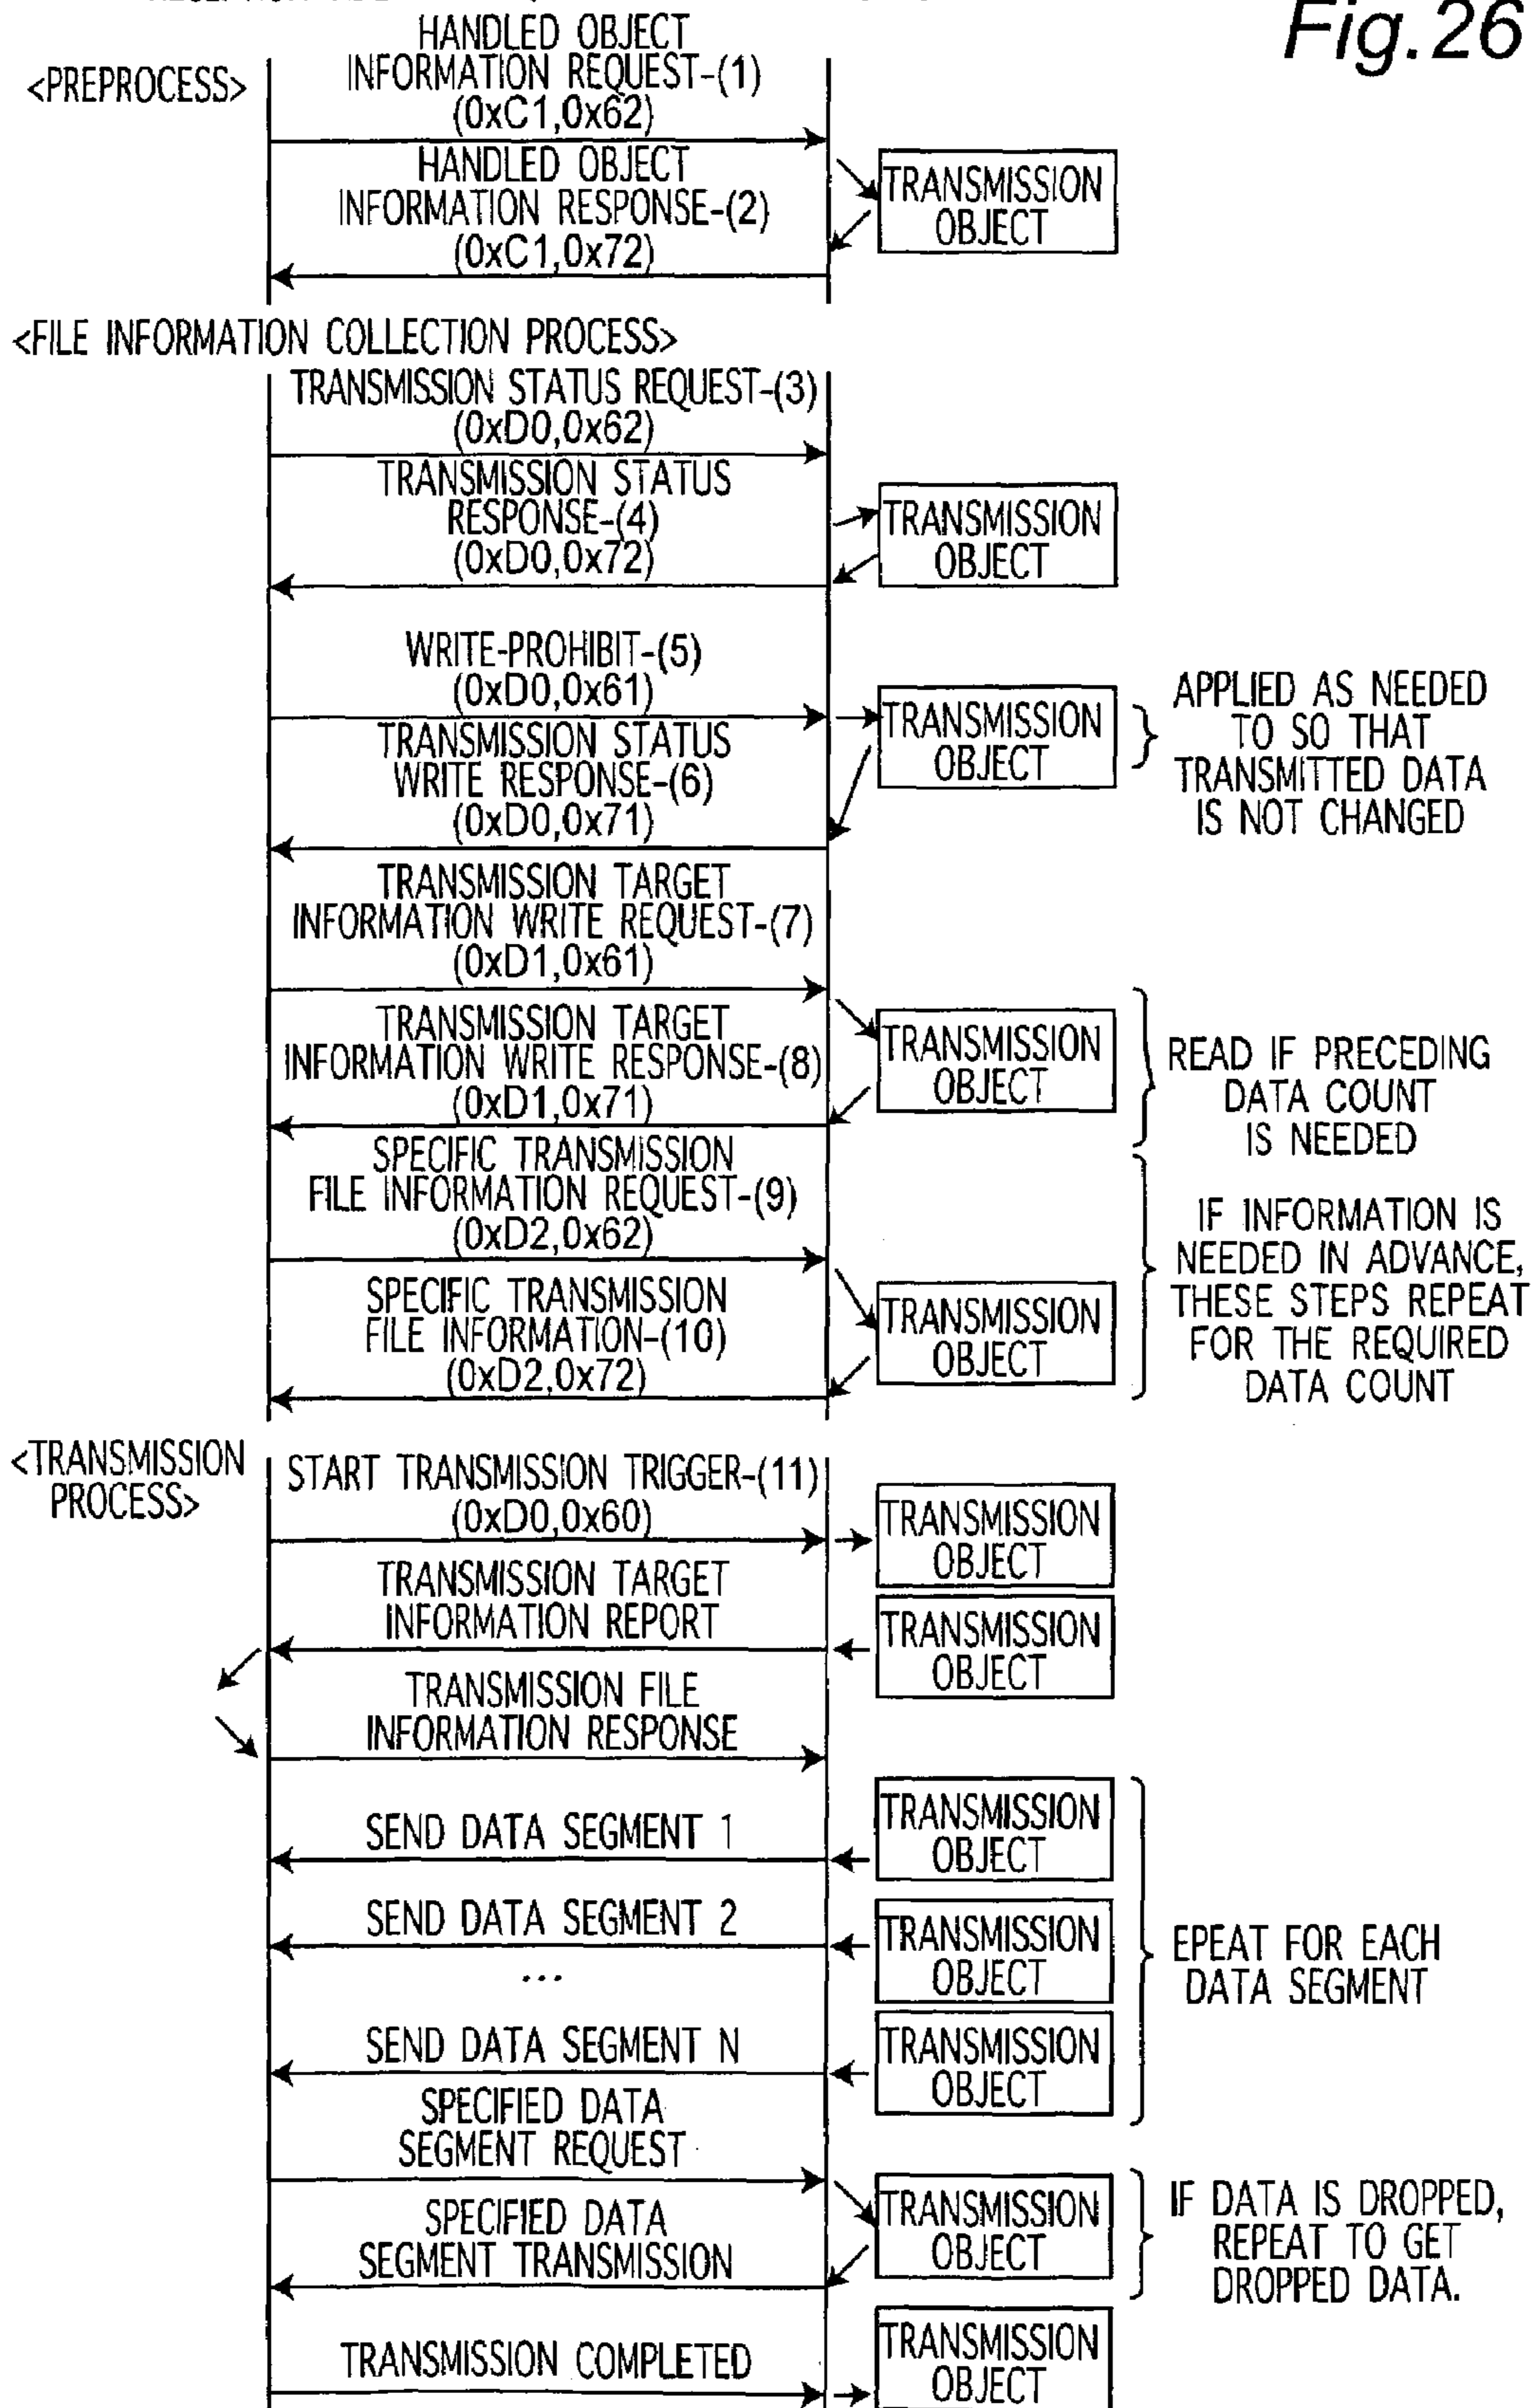 Fig.26
HANDLED OBJECT
<PREPROCESS>
INFORMATION REQUEST-(1)
(0xC1,0x62)
HANDLED OBJECT
INFORMATION RESPONSE-(2)
(0xC1,0x72)
TRANSMISSION
OBJECT
<FILE INFORMATION COLLECTION PROCESS>
TRANSMISSION STATUS REQUEST-(3)
(0xD0,0x62)
TRANSMISSION STATUS
RESPONSE-(4)
(0xD0,0x72)
TRANSMISSION
OBJECT
WRITE-PROHIBIT-(5)
(0xD0,0x61)
TRANSMISSION STATUS
WRITE RESPONSE-(6)
(0xD0,0x71)
TRANSMISSION
OBJECT
APPLIED AS NEEDED
TO SO THAT
TRANSMITTED DATA
IS NOT CHANGED
TRANSMISSION TARGET
INFORMATION WRITE REQUEST-(7)
(0xD1,0x61)
TRANSMISSION TARGET
INFORMATION WRITE RESPONSE-(8)
(0xD1,0x71)
TRANSMISSION
OBJECT
READ IF PRECEDING
DATA COUNT
IS NEEDED
SPECIFIC TRANSMISSION
FILE INFORMATION REQUEST-(9)
(0xD2,0x62)
SPECIFIC TRANSMISSION
FILE INFORMATION-(10)
(0xD2,0x72)
TRANSMISSION
OBJECT
IF INFORMATION IS
NEEDED IN ADVANCE,
THESE STEPS REPEAT
FOR THE REQUIRED
DATA COUNT
<TRANSMISSION
PROCESS>
START TRANSMISSION TRIGGER-(11)
(0xD0,0x60)
TRANSMISSION
OBJECT
TRANSMISSION TARGET
INFORMATION REPORT
TRANSMISSION
OBJECT
TRANSMISSION FILE
INFORMATION RESPONSE
SEND DATA SEGMENT 1
TRANSMISSION
OBJECT
SEND DATA SEGMENT 2
TRANSMISSION
OBJECT
...
EPEAT FOR EACH
DATA SEGMENT
SEND DATA SEGMENT N
TRANSMISSION
OBJECT
SPECIFIED DATA
SEGMENT REQUEST
SPECIFIED DATA
SEGMENT TRANSMISSION
TRANSMISSION
OBJECT
IF DATA IS DROPPED,
REPEAT TO GET
DROPPED DATA.
TRANSMISSION COMPLETED
TRANSMISSION
OBJECT